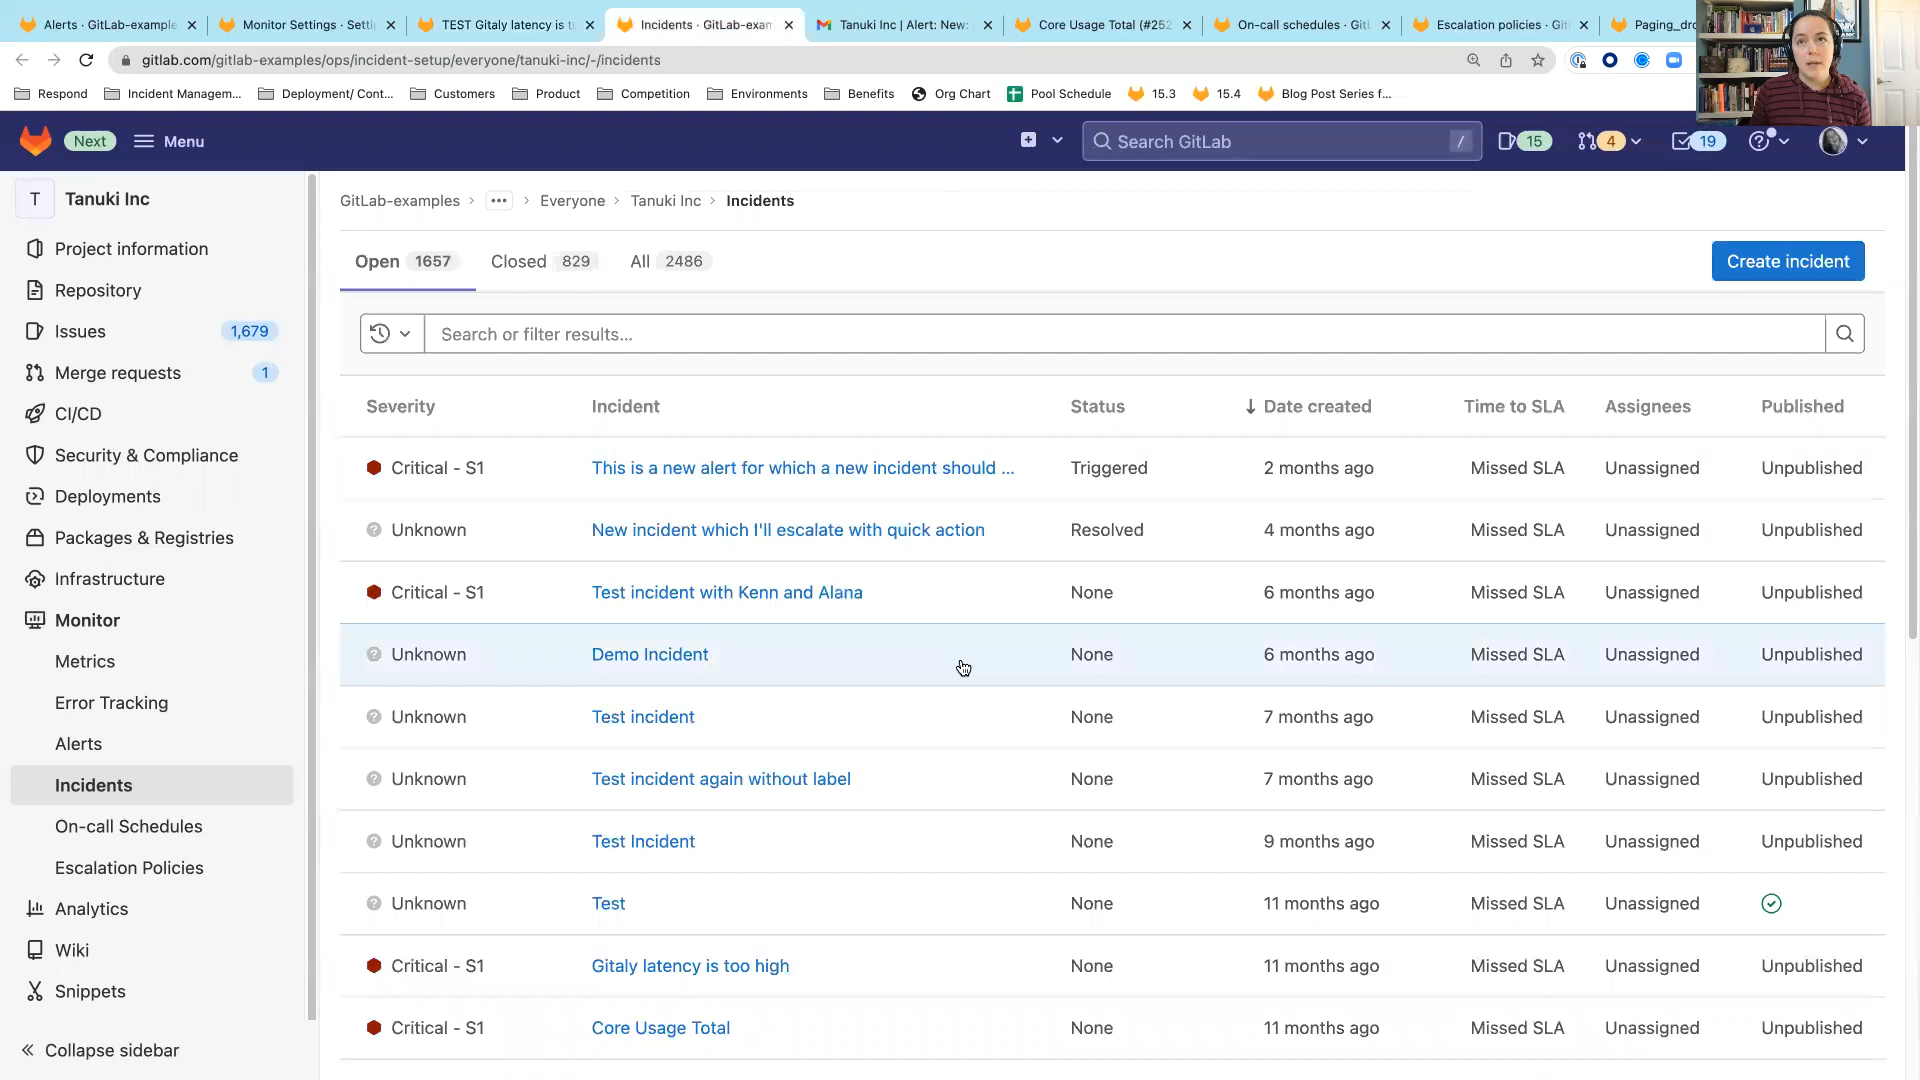 Alerts · GitLab-example
Monitor Settings · Setti
TEST Gitaly latency is t
Incidents · GitLab-exam
Tanuki Inc | Alert: New:
Core Usage Total (#252
On-call schedules · GitL
Escalation policies · Git
Paging_dro
gitlab.com/gitlab-examples/ops/incident-setup/everyone/tanuki-inc/-/incidents
Respond
Incident Managem...
Deployment/ Cont...
Customers
Product
Competition
Environments
Benefits
Org Chart
Pool Schedule
15.3
15.4
Blog Post Series f...
Next
Menu
Search GitLab
/
15
4
19
T
Tanuki Inc
Project information
Repository
Issues 1,679
Merge requests 1
CI/CD
Security & Compliance
Deployments
Packages & Registries
Infrastructure
Monitor
Metrics
Error Tracking
Alerts
Incidents
On-call Schedules
Escalation Policies
Analytics
Wiki
Snippets
Collapse sidebar
GitLab-examples > ••• > Everyone > Tanuki Inc > Incidents
Open 1657 Closed 829 All 2486
Create incident
Search or filter results...
Severity Incident Status Date created Time to SLA Assignees Published
Critical - S1 This is a new alert for which a new incident should ... Triggered 2 months ago Missed SLA Unassigned Unpublished
Unknown New incident which I'll escalate with quick action Resolved 4 months ago Missed SLA Unassigned Unpublished
Critical - S1 Test incident with Kenn and Alana None 6 months ago Missed SLA Unassigned Unpublished
Unknown Demo Incident None 6 months ago Missed SLA Unassigned Unpublished
Unknown Test incident None 7 months ago Missed SLA Unassigned Unpublished
Unknown Test incident again without label None 7 months ago Missed SLA Unassigned Unpublished
Unknown Test Incident None 9 months ago Missed SLA Unassigned Unpublished
Unknown Test None 11 months ago Missed SLA Unassigned
Critical - S1 Gitaly latency is too high None 11 months ago Missed SLA Unassigned Unpublished
Critical - S1 Core Usage Total None 11 months ago Missed SLA Unassigned Unpublished